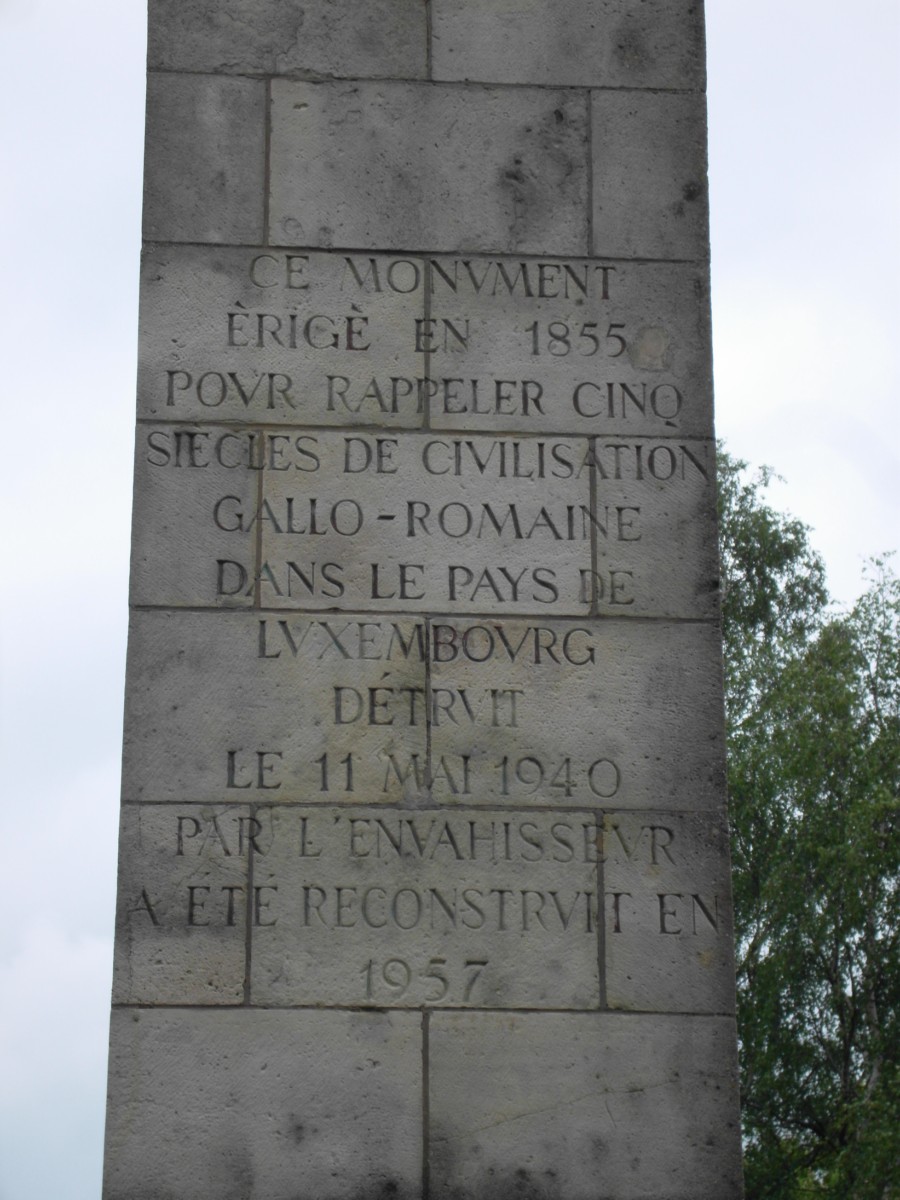 CE MONVMENT
ÈRIGÈ EN 1855
POVR RAPPELER CINQ
SIÈCLES DE CIVILISATION
GALLO-ROMAINE
DANS LE PAYS DE
LVXEMBOVRG
DÉTRVIT
LE 11 MAI 1940
PAR L'ENVAHISSEVR
A ÉTÉ RECONSTRVIT EN
1957